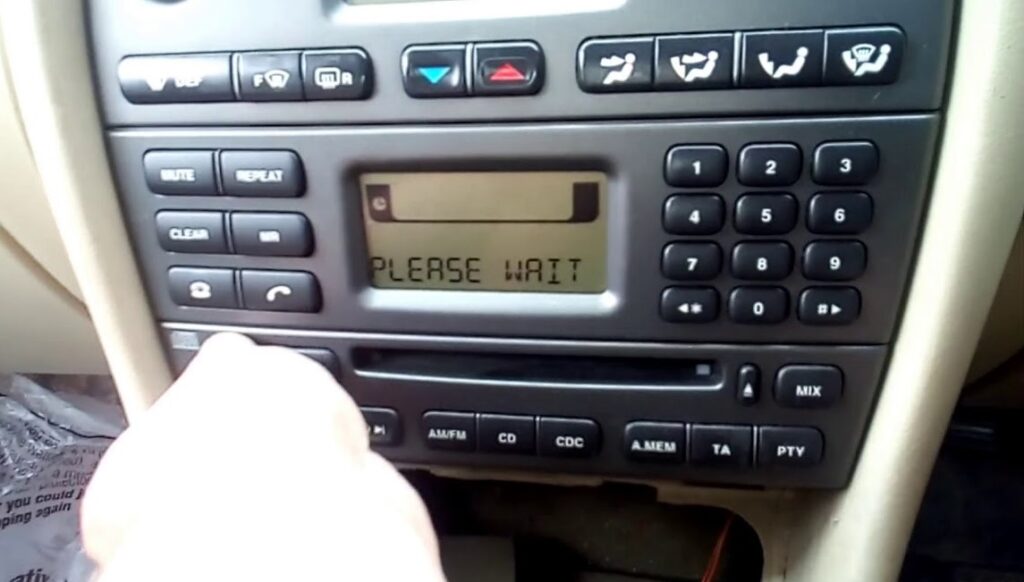 DEF
F
R
MUTE
REPEAT
CLEAR
MR
PLEASE WAIT
1 2 3
4 5 6
7 8 9
* 0 #
MIX
AM/FM
CD
CDC
A.MEM
TA
PTY
you could
ping again